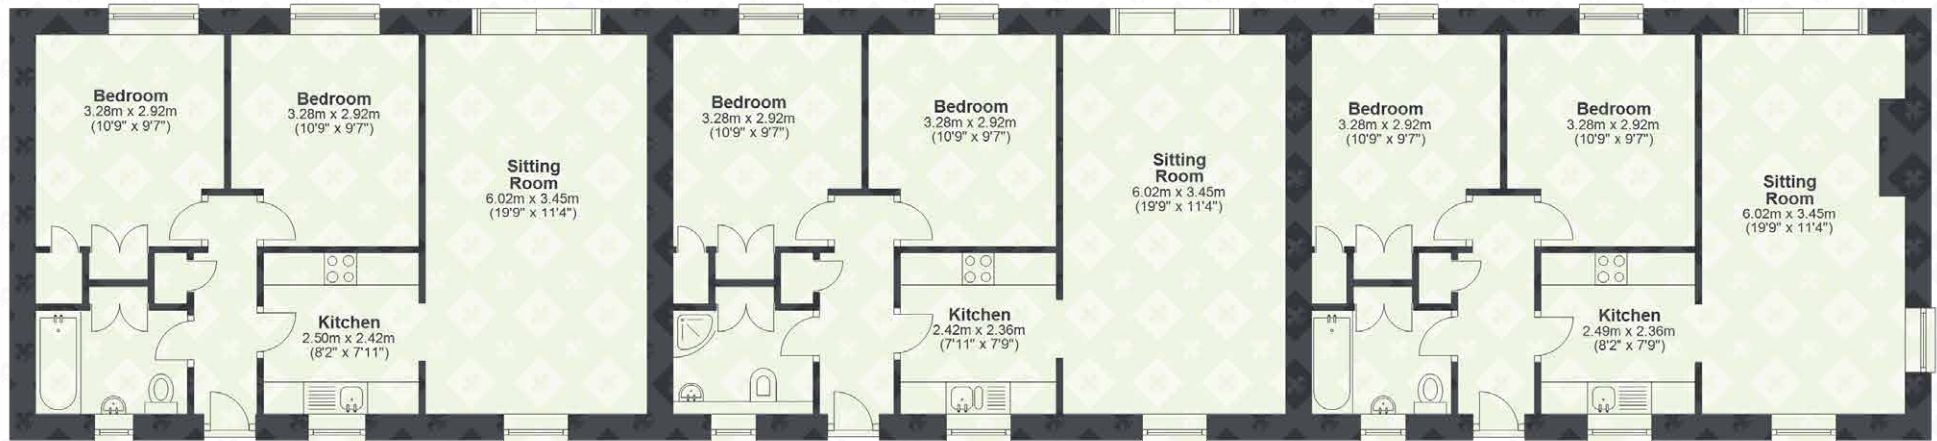 Bedroom
3.28m x 2.92m
(10'9" x 9'7")
Bedroom
3.28m x 2.92m
(10'9" x 9'7")
Sitting
Room
6.02m x 3.45m
(19'9" x 11'4")
Kitchen
2.50m x 2.42m
(8'2" x 7'11")
Bedroom
3.28m x 2.92m
(10'9" x 9'7")
Bedroom
3.28m x 2.92m
(10'9" x 9'7")
Sitting
Room
6.02m x 3.45m
(19'9" x 11'4")
Kitchen
2.42m x 2.36m
(7'11" x 7'9")
Bedroom
3.28m x 2.92m
(10'9" x 9'7")
Bedroom
3.28m x 2.92m
(10'9" x 9'7")
Sitting
Room
6.02m x 3.45m
(19'9" x 11'4")
Kitchen
2.49m x 2.36m
(8'2" x 7'9")